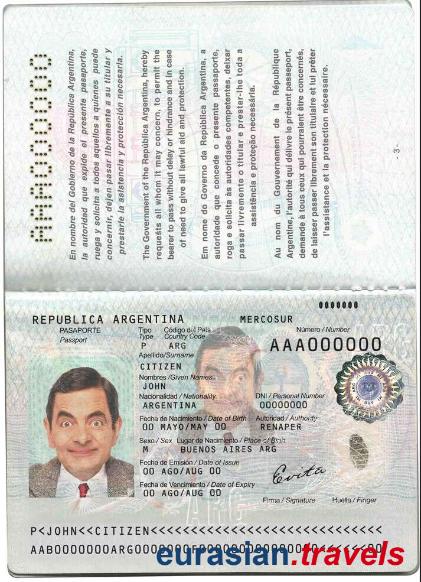 AAA000000
En nombre del Gobierno de la República Argentina, la autoridad que expide el presente pasaporte, ruega y solicita a todos aquellos a quienes puede concernir, dejen pasar libremente a su titular y prestarle la asistencia y protección necesaria.
The Government of the República Argentina, hereby
requests all whom it may concern, to permit the
bearer to pass without delay or hindrance and in case
of need to give all lawful aid and protection.
Em nome do Governo da República Argentina, a
autoridade que concede o presente passaporte,
roga e solicita às autoridades competentes, deixar
passar livremente o titular e prestar-lhe toda a
assistência e proteção necessária.
Au nom du Gouvernement de la République
Argentine, l'autorité qui délivre le présent passeport,
demande à tous ceux qui pourraient être concernés,
de laisser passer librement son titulaire et lui prêter
l'assistance et la protection nécessaire.
- 3 -
0000000
REPUBLICA ARGENTINA MERCOSUR
PASAPORTE Tipo Código del País Número / Number
Passport Type Country Code
P ARG AAA000000
Apellido/Surname
CITIZEN
Nombres /Given Names
JOHN
Nacionalidad / Nationality DNI / Personal Number
ARGENTINA 00000000
Fecha de Nacimiento / Date of Birth Autoridad / Authority
00 MAYO/MAY 00 RENAPER
Sexo / Sex Lugar de Nacimiento / Place of Birth
M BUENOS AIRES ARG
Fecha de Emisión / Date of Issue
00 AGO/AUG 00
Fecha de Vencimiento / Date of Expiry
00 AGO/AUG 00
Evita
Firma / Signature Huella / Finger
ARG
P<JOHN<<CITIZEN<<<<<<<<<<<<<<<<<<<<<<<<<<<<<
eurasian.travels